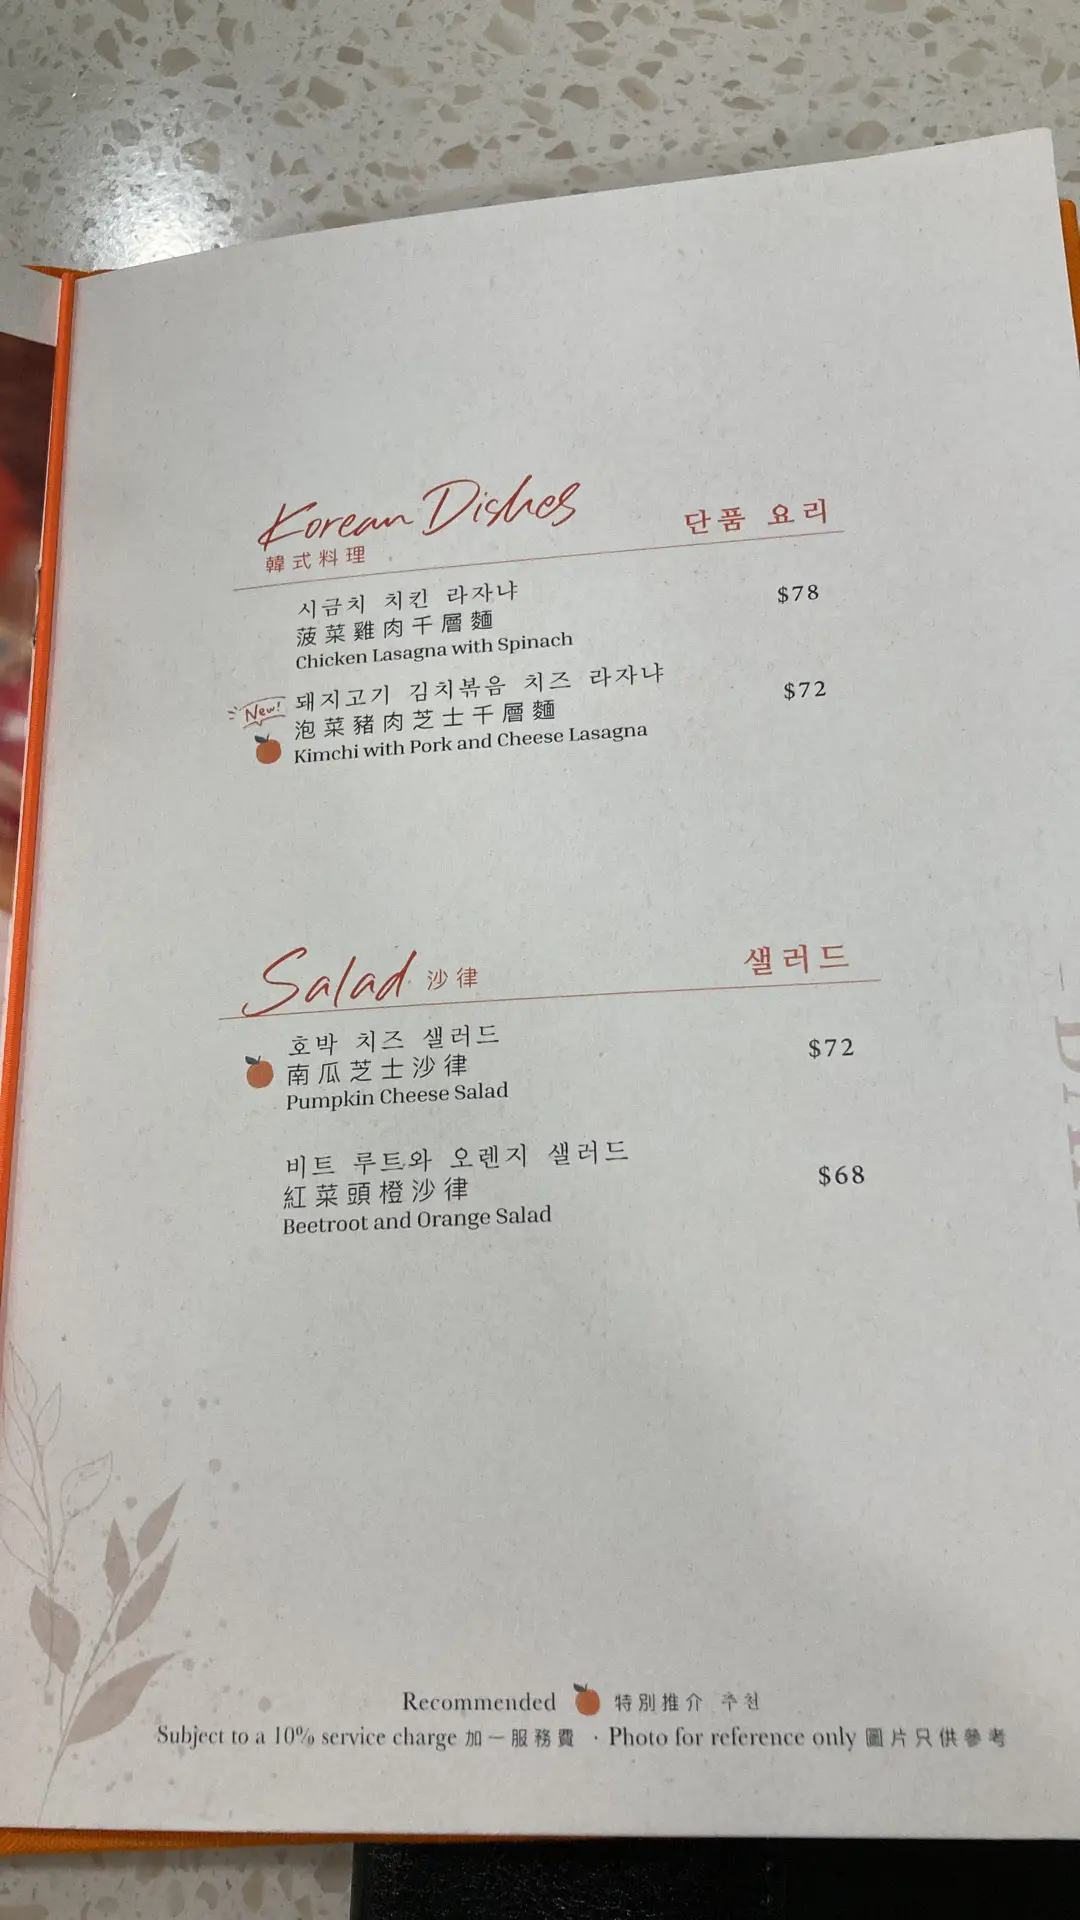 Korean Dishes
단품 요리
韓式料理
시금치 치킨 라자냐
$78
菠菜雞肉千層麵
Chicken Lasagna with Spinach
New!
돼지고기 김치볶음 치즈 라자냐
$72
泡菜豬肉芝士千層麵
Kimchi with Pork and Cheese Lasagna
Salad 沙律
샐러드
호박 치즈 샐러드
$72
南瓜芝士沙律
Pumpkin Cheese Salad
비트 루트와 오렌지 샐러드
$68
紅菜頭橙沙律
Beetroot and Orange Salad
Recommended 特別推介 추천
Subject to a 10% service charge 加一服務費 · Photo for reference only 圖片只供參考